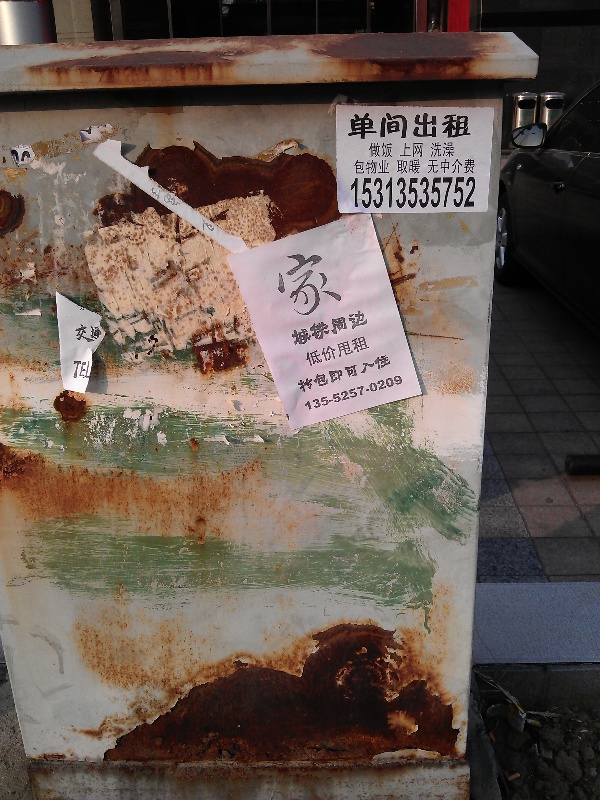 单间出租
做饭 上网 洗澡
包物业 取暖 无中介费
15313535752
家
城铁周边
低价甩租
拎包即可入住
135-5257-0209
交通
TEL